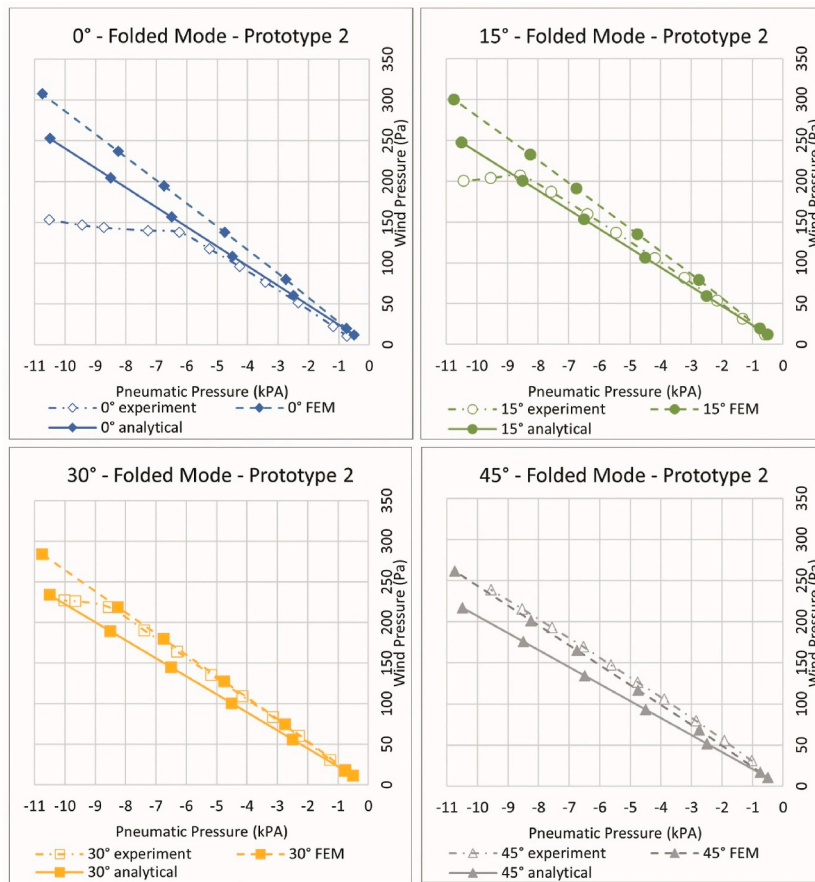 0° - Folded Mode - Prototype 2
350
300
250
200
150
100
50
0
Wind Pressure (Pa)
-11 -10 -9 -8 -7 -6 -5 -4 -3 -2 -1 0
Pneumatic Pressure (kPA)
0° experiment 0° FEM
0° analytical
15° - Folded Mode - Prototype 2
350
300
250
200
150
100
50
0
Wind Pressure (Pa)
-11 -10 -9 -8 -7 -6 -5 -4 -3 -2 -1 0
Pneumatic Pressure (kPA)
15° experiment 15° FEM
15° analytical
30° - Folded Mode - Prototype 2
350
300
250
200
150
100
50
0
Wind Pressure (Pa)
-11 -10 -9 -8 -7 -6 -5 -4 -3 -2 -1 0
Pneumatic Pressure (kPA)
30° experiment 30° FEM
30° analytical
45° - Folded Mode - Prototype 2
350
300
250
200
150
100
50
0
Wind Pressure (Pa)
-11 -10 -9 -8 -7 -6 -5 -4 -3 -2 -1 0
Pneumatic Pressure (kPA)
45° experiment 45° FEM
45° analytical